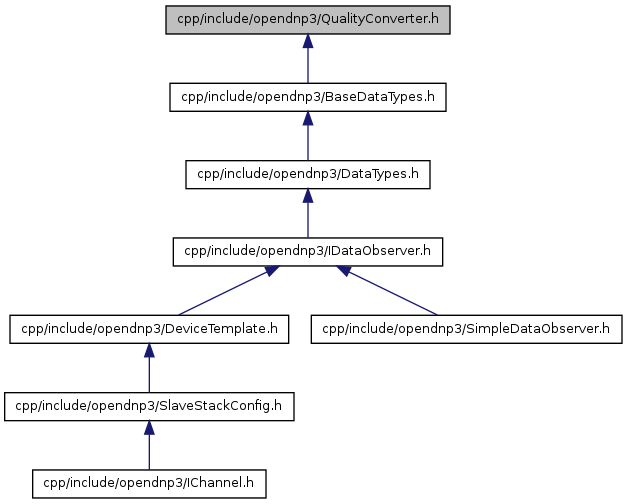 cpp/include/opendnp3/QualityConverter.h
cpp/include/opendnp3/BaseDataTypes.h
cpp/include/opendnp3/DataTypes.h
cpp/include/opendnp3/IDataObserver.h
cpp/include/opendnp3/DeviceTemplate.h
cpp/include/opendnp3/SimpleDataObserver.h
cpp/include/opendnp3/SlaveStackConfig.h
cpp/include/opendnp3/IChannel.h